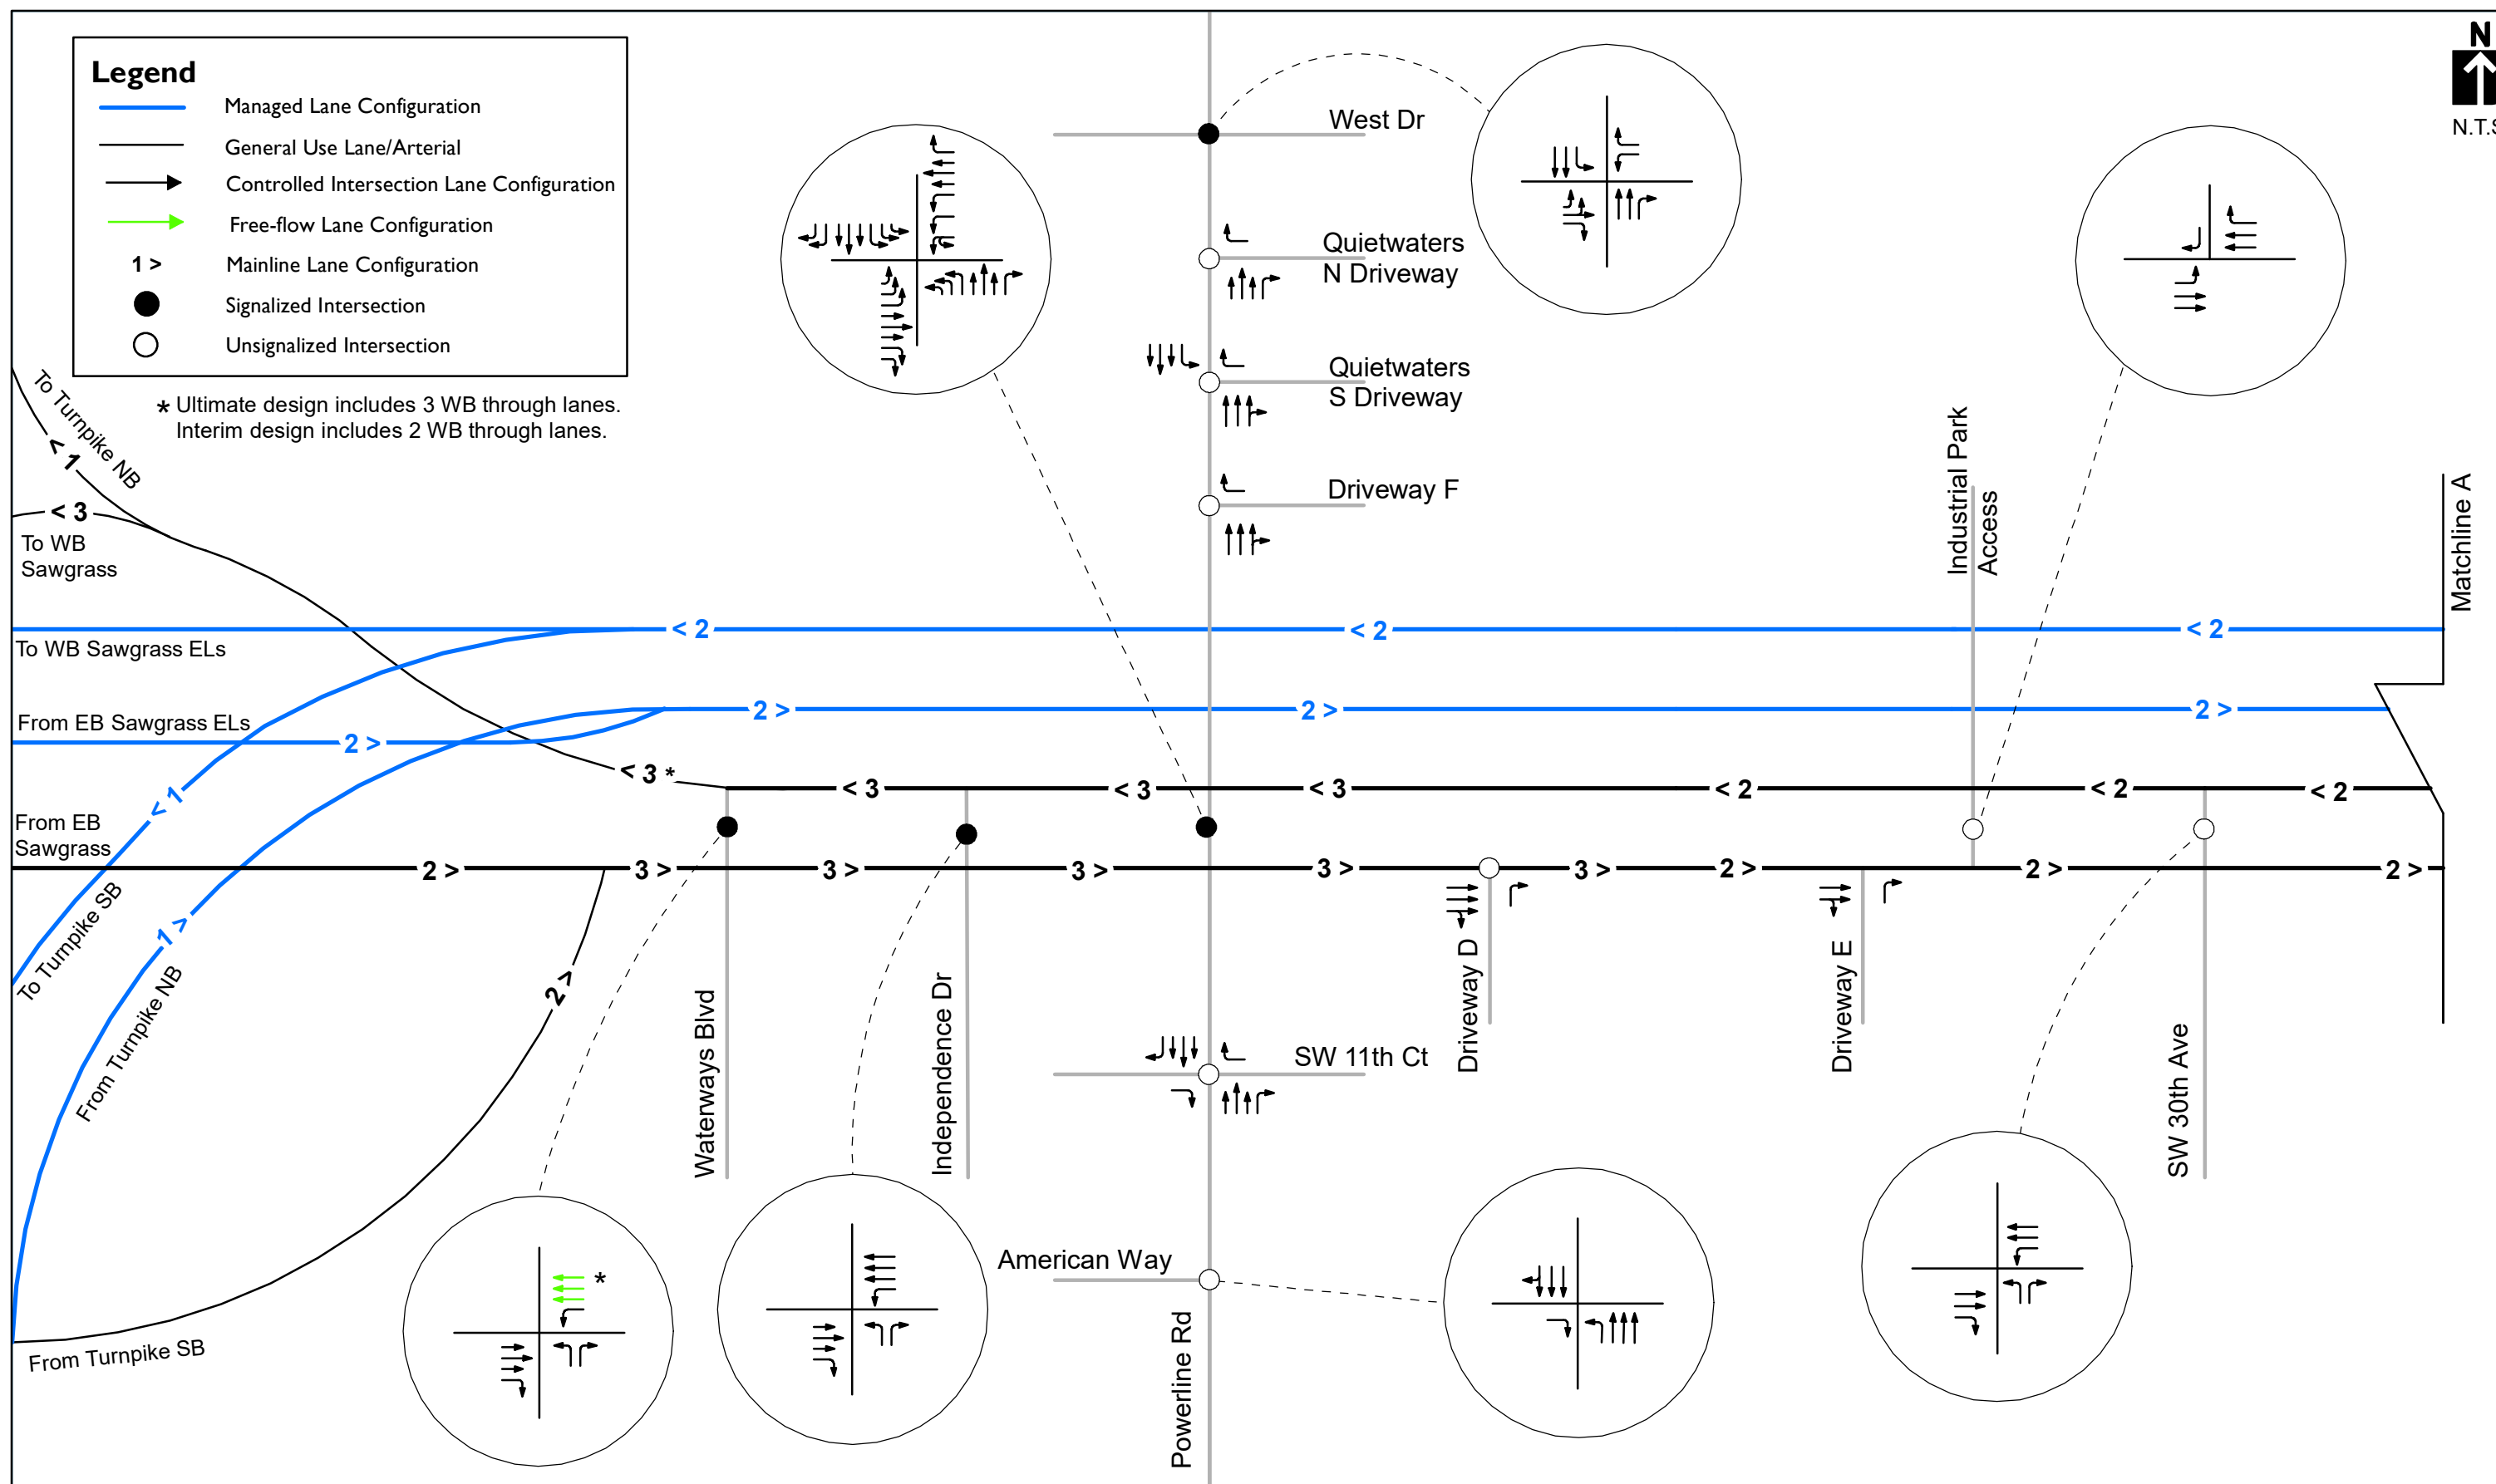 Legend
Managed Lane Configuration
General Use Lane/Arterial
Controlled Intersection Lane Configuration
Free-flow Lane Configuration
1 > Mainline Lane Configuration
Signalized Intersection
Unsignalized Intersection
* Ultimate design includes 3 WB through lanes.
Interim design includes 2 WB through lanes.
N
N.T.S
West Dr
Quietwaters
N Driveway
Quietwaters
S Driveway
Driveway F
Industrial Park
Access
Matchline A
To Turnpike NB
< 1
< 3
To WB
Sawgrass
< 2
< 2
< 2
To WB Sawgrass ELs
From EB Sawgrass ELs
2 >
2 >
2 >
2 >
< 3 *
< 3
< 3
< 3
< 2
< 2
< 2
< 1
From EB
Sawgrass
2 >
3 >
3 >
3 >
3 >
3 >
2 >
2 >
2 >
To Turnpike SB
1 >
From Turnpike NB
2 >
Waterways Blvd
Independence Dr
Driveway D
Driveway E
SW 30th Ave
SW 11th Ct
American Way
Powerline Rd
*
From Turnpike SB